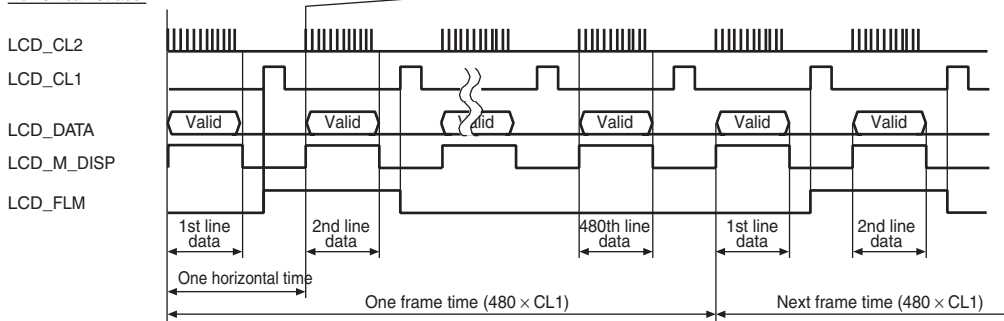 LCD_CL2
LCD_CL1
LCD_DATA
Valid Valid Valid Valid Valid Valid
LCD_M_DISP
LCD_FLM
1st line data
2nd line data
480th line data
1st line data
2nd line data
One horizontal time
One frame time (480 × CL1)
Next frame time (480 × CL1)